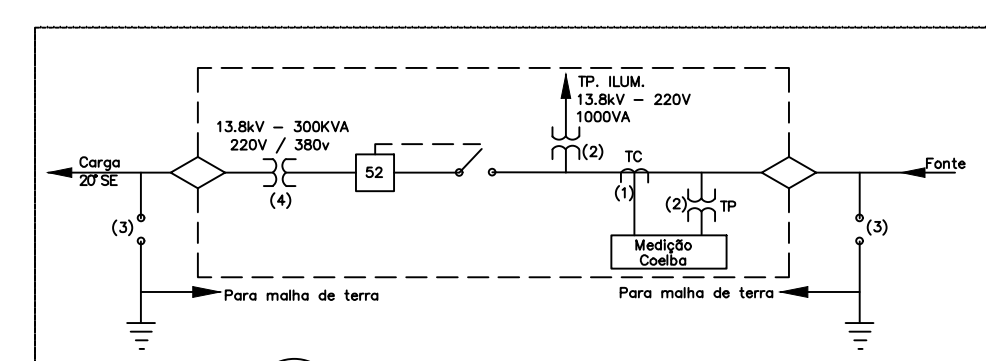 TP. ILUM.
13.8kV - 220V
1000VA
13.8kV - 300KVA
220V / 380v
(2)
TC
Carga
20°SE
52
Fonte
(4)
(1)
(2)
TP
(3)
(3)
Medição
Coelba
Para malha de terra
Para malha de terra